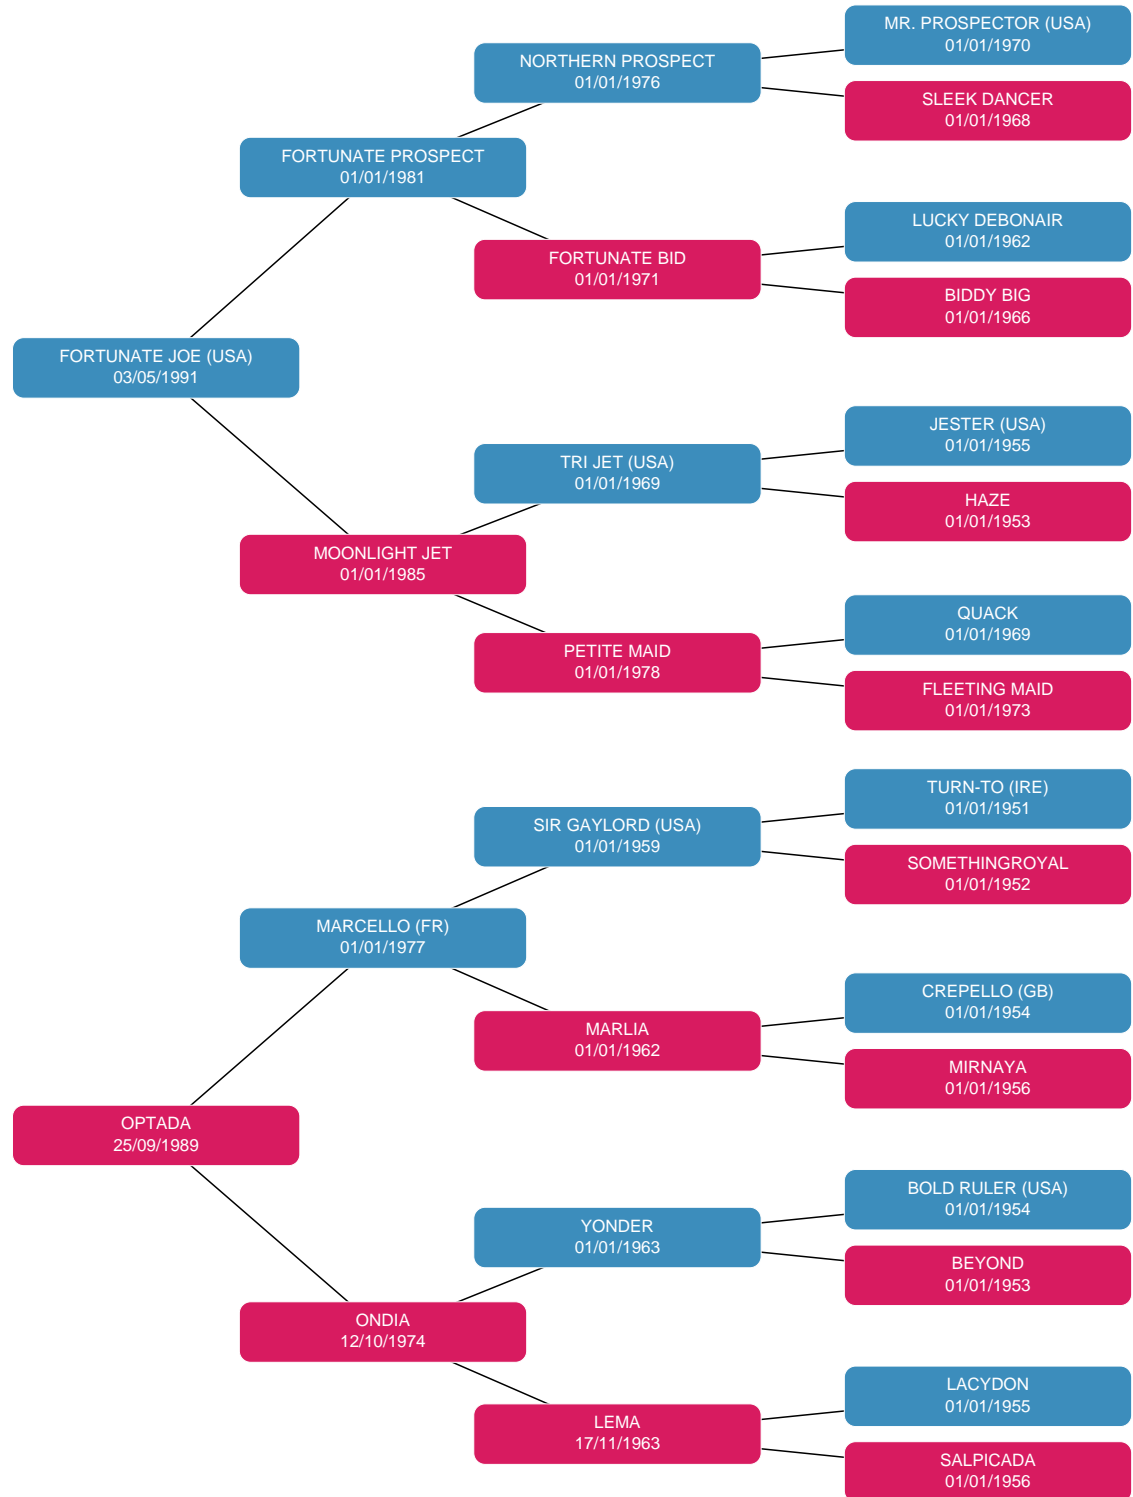 MR. PROSPECTOR (USA)
01/01/1970
NORTHERN PROSPECT
01/01/1976
SLEEK DANCER
01/01/1968
FORTUNATE PROSPECT
01/01/1981
LUCKY DEBONAIR
01/01/1962
FORTUNATE BID
01/01/1971
BIDDY BIG
01/01/1966
FORTUNATE JOE (USA)
03/05/1991
JESTER (USA)
01/01/1955
TRI JET (USA)
01/01/1969
HAZE
01/01/1953
MOONLIGHT JET
01/01/1985
QUACK
01/01/1969
PETITE MAID
01/01/1978
FLEETING MAID
01/01/1973
TURN-TO (IRE)
01/01/1951
SIR GAYLORD (USA)
01/01/1959
SOMETHINGROYAL
01/01/1952
MARCELLO (FR)
01/01/1977
CREPELLO (GB)
01/01/1954
MARLIA
01/01/1962
MIRNAYA
01/01/1956
OPTADA
25/09/1989
BOLD RULER (USA)
01/01/1954
YONDER
01/01/1963
BEYOND
01/01/1953
ONDIA
12/10/1974
LACYDON
01/01/1955
LEMA
17/11/1963
SALPICADA
01/01/1956